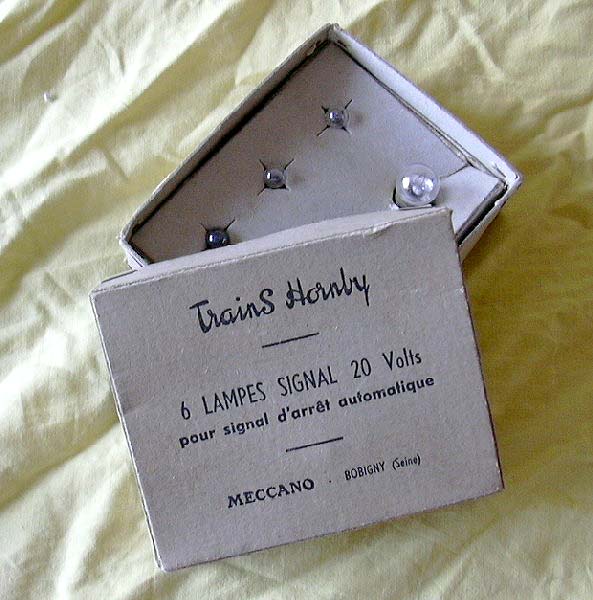 TrainS Hornby
6 LAMPES SIGNAL 20 Volts
pour signal d'arrêt automatique
MECCANO . BOBIGNY (Seine)